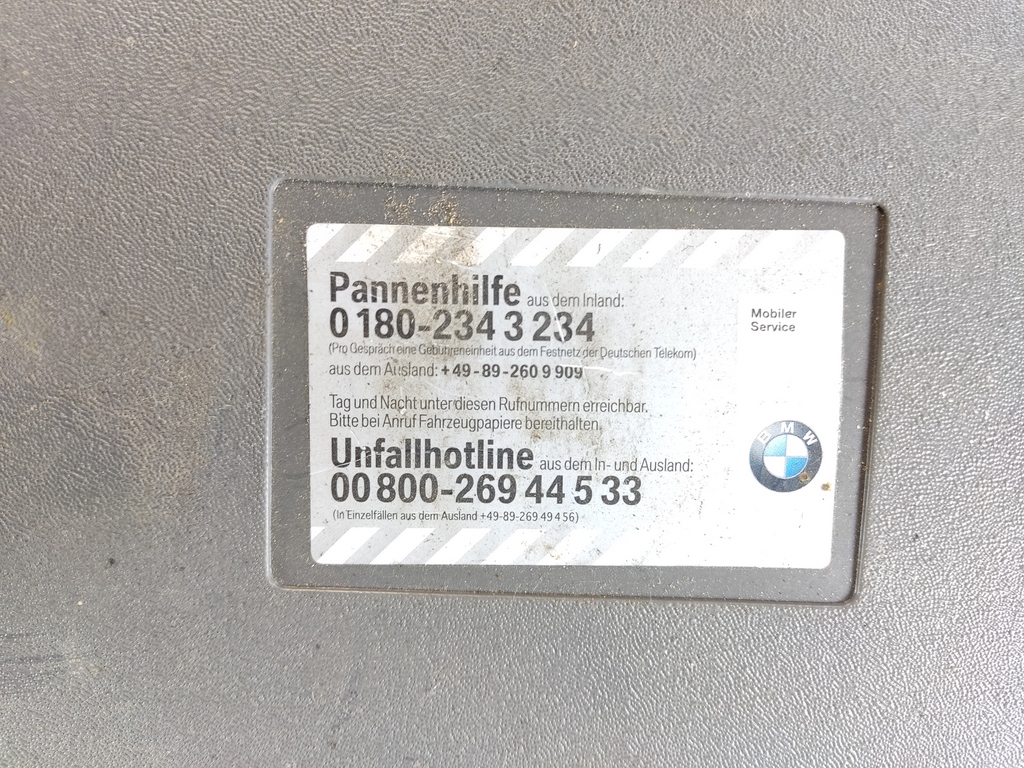 Pannenhilfe aus dem Inland:
0 180-234 3 234
(Pro Gespräch eine Gebühreneinheit aus dem Festnetz der Deutschen Telekom)
aus dem Ausland: +49-89-260 9 909
Tag und Nacht unter diesen Rufnummern erreichbar.
Bitte bei Anruf Fahrzeugpapiere bereithalten.
Unfallhotline aus dem In- und Ausland:
00 800-269 44 5 33
(In Einzelfällen aus dem Ausland +49-89-269 49 4 56)
Mobiler
Service
BMW